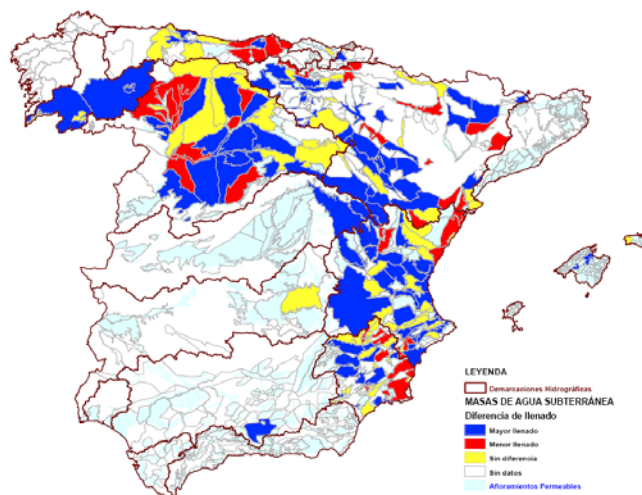 LEYENDA
Demarcaciones Hidrográficas
MASAS DE AGUA SUBTERRÁNEA
Diferencia de llenado
Mayor llenado
Menor llenado
Sin diferencia
Sin datos
Afloramientos Permeables